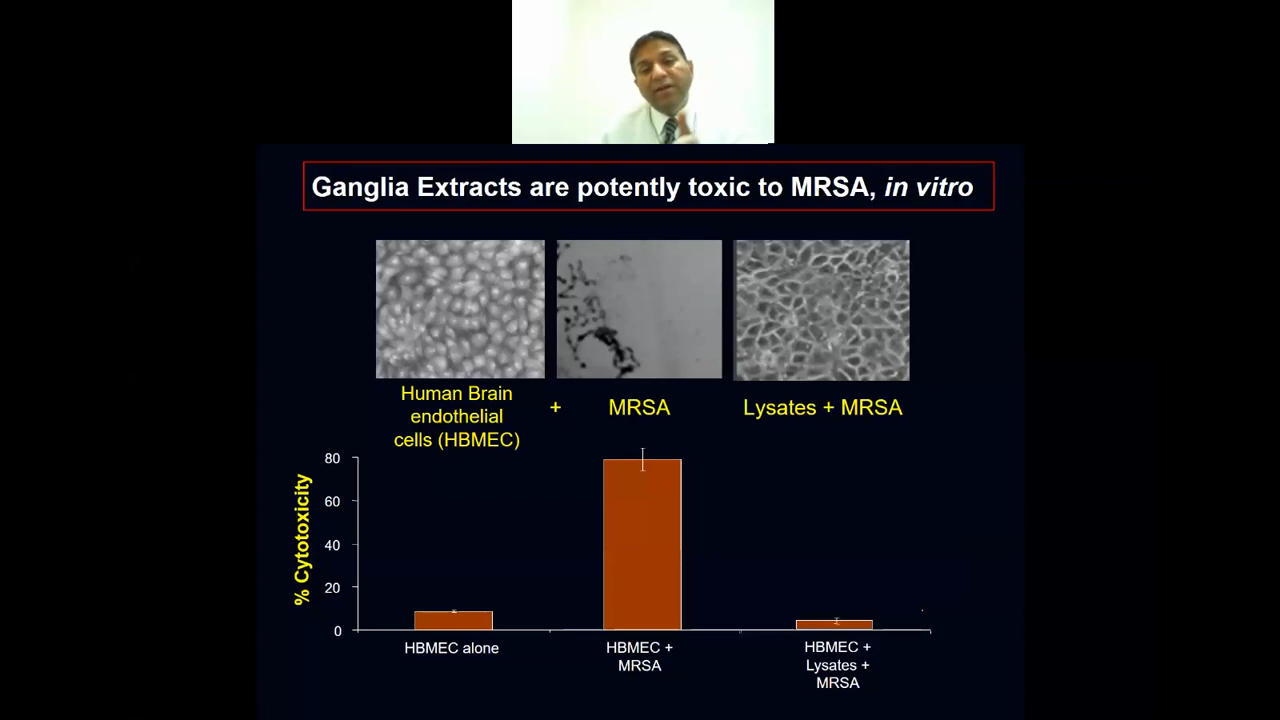 Ganglia Extracts are potently toxic to MRSA, in vitro
Human Brain
endothelial
cells (HBMEC)
+
MRSA
Lysates + MRSA
% Cytotoxicity
80
60
40
20
0
HBMEC alone
HBMEC +
MRSA
HBMEC +
Lysates +
MRSA